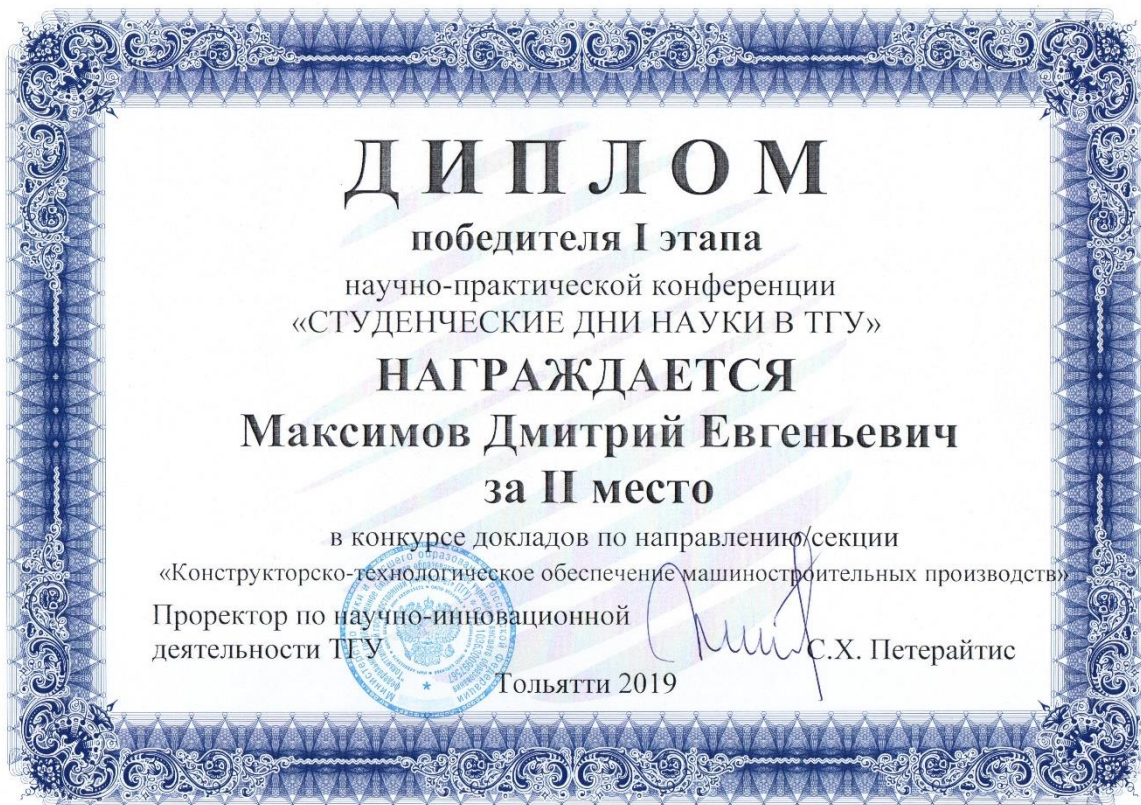 ДИПЛОМ
победителя I этапа
научно-практической конференции
«СТУДЕНЧЕСКИЕ ДНИ НАУКИ В ТГУ»
НАГРАЖДАЕТСЯ
Максимов Дмитрий Евгеньевич
за II место
в конкурсе докладов по направлению/секции
«Конструкторско-технологическое обеспечение машиностроительных производств»
Проректор по научно-инновационной
деятельности ТГУ
С.Х. Петерайтис
Тольятти 2019